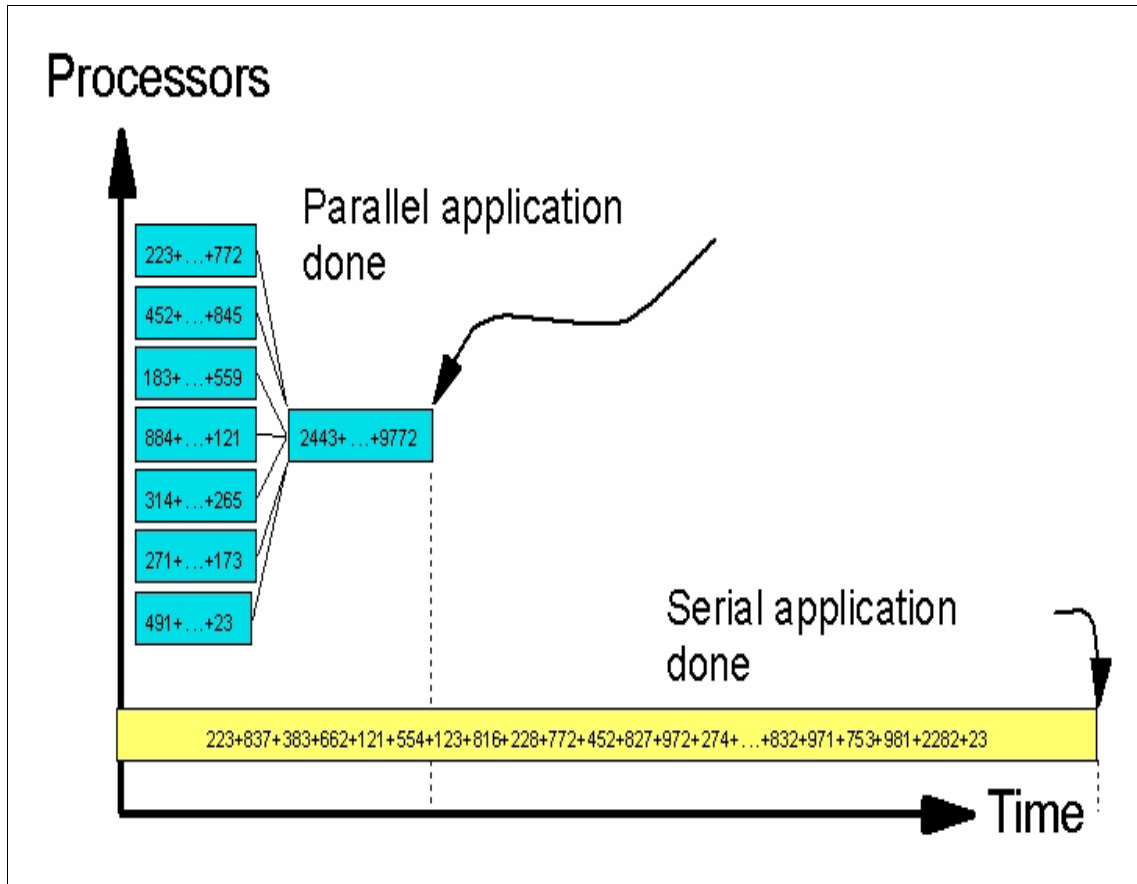 Processors
Parallel application
done
223+...+772
452+...+845
183+...+559
884+...+121
2443+...+9772
314+...+265
271+...+173
491+...+23
Serial application
done
223+837+383+662+121+554+123+816+228+772+452+827+972+274+...+832+971+753+981+2282+23
Time